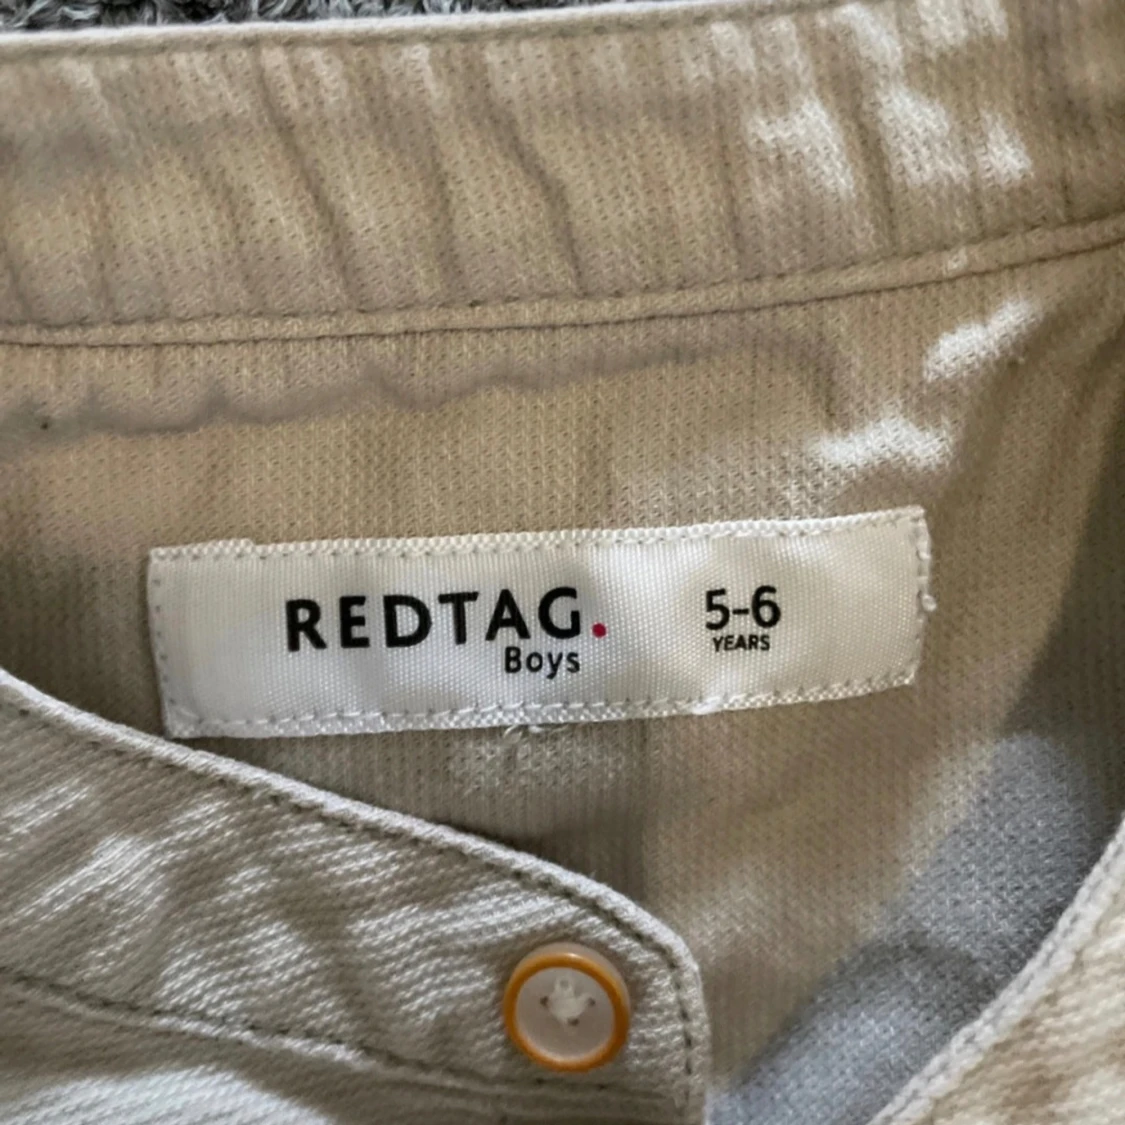 REDTAG.
Boys
5-6
YEARS